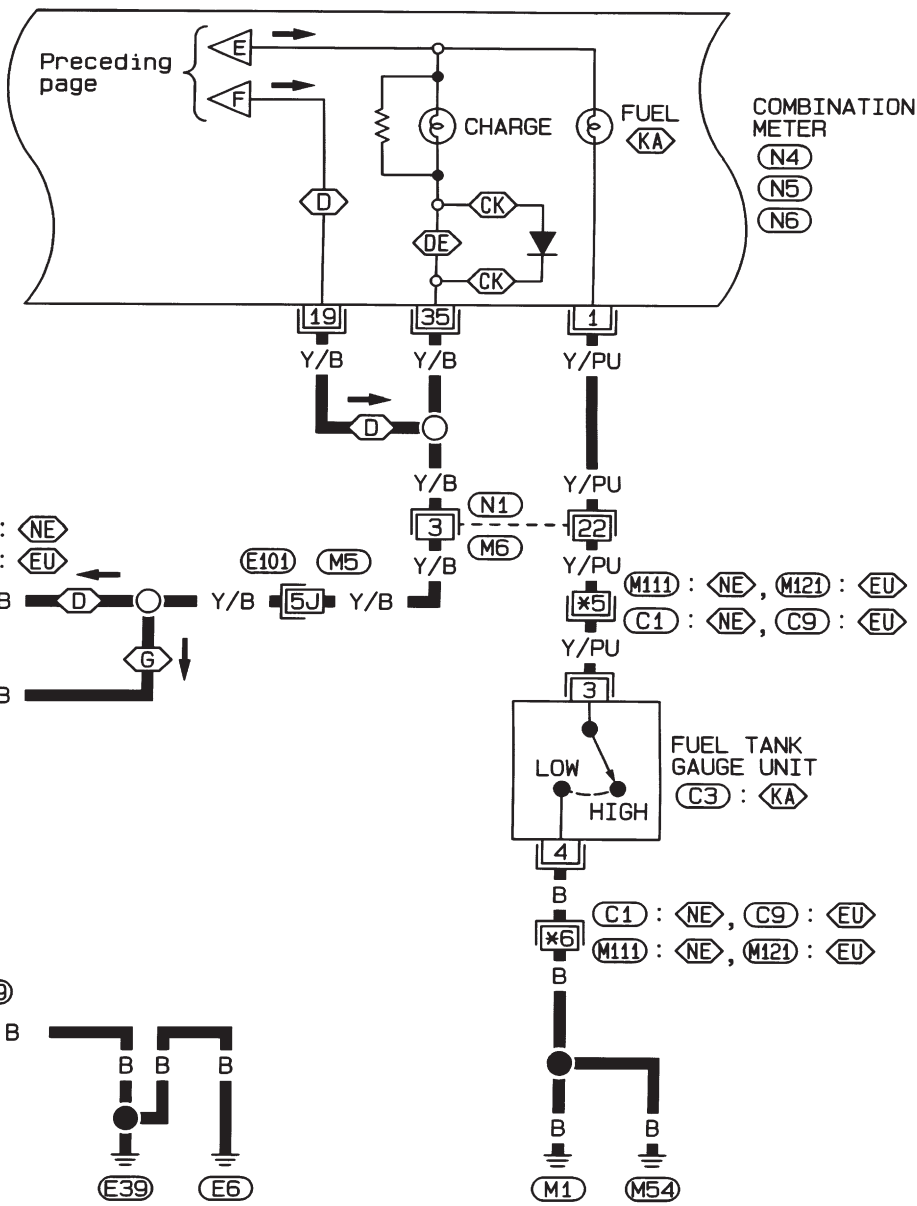 Preceding
page
E
F
CHARGE
FUEL
KA
COMBINATION
METER
N4
N5
N6
D
CK
DE
CK
19
35
1
Y/B
Y/B
Y/PU
D
Y/B
Y/PU
N1
3
22
M6
: NE
: EU
E101
M5
Y/B
Y/PU
B
D
Y/B
5J
Y/B
*5
M111 : NE , M121 : EU
C1 : NE , C9 : EU
G
B
Y/PU
3
LOW
HIGH
FUEL TANK
GAUGE UNIT
C3 : KA
4
B
*6
C1 : NE , C9 : EU
M111 : NE , M121 : EU
B
9
B
B
B
B
B
B
E39
E6
M1
M54